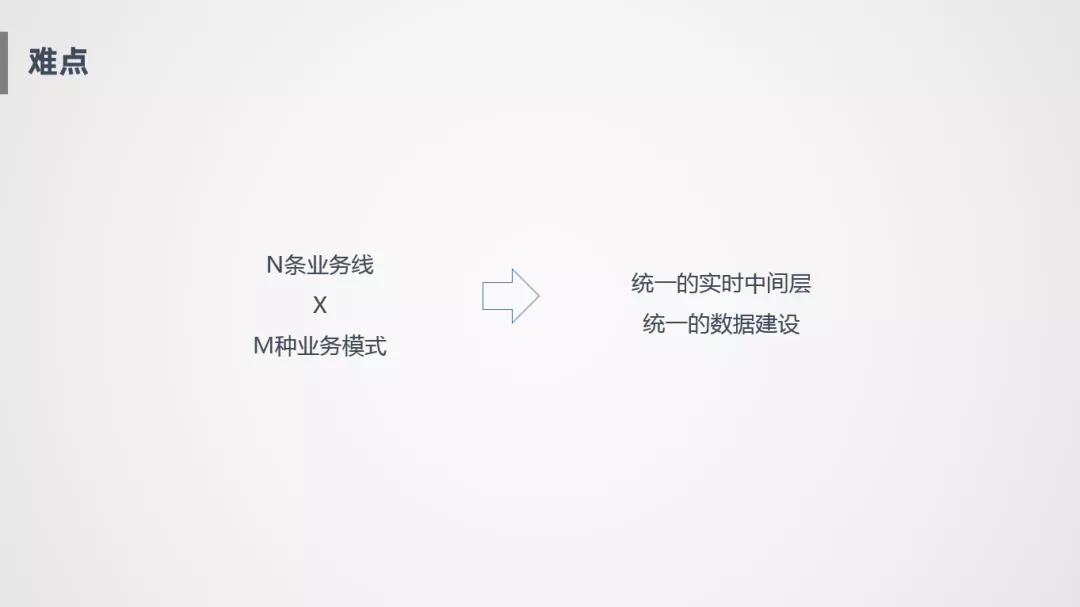 难点
N条业务线
X
M种业务模式
统一的实时中间层
统一的数据建设